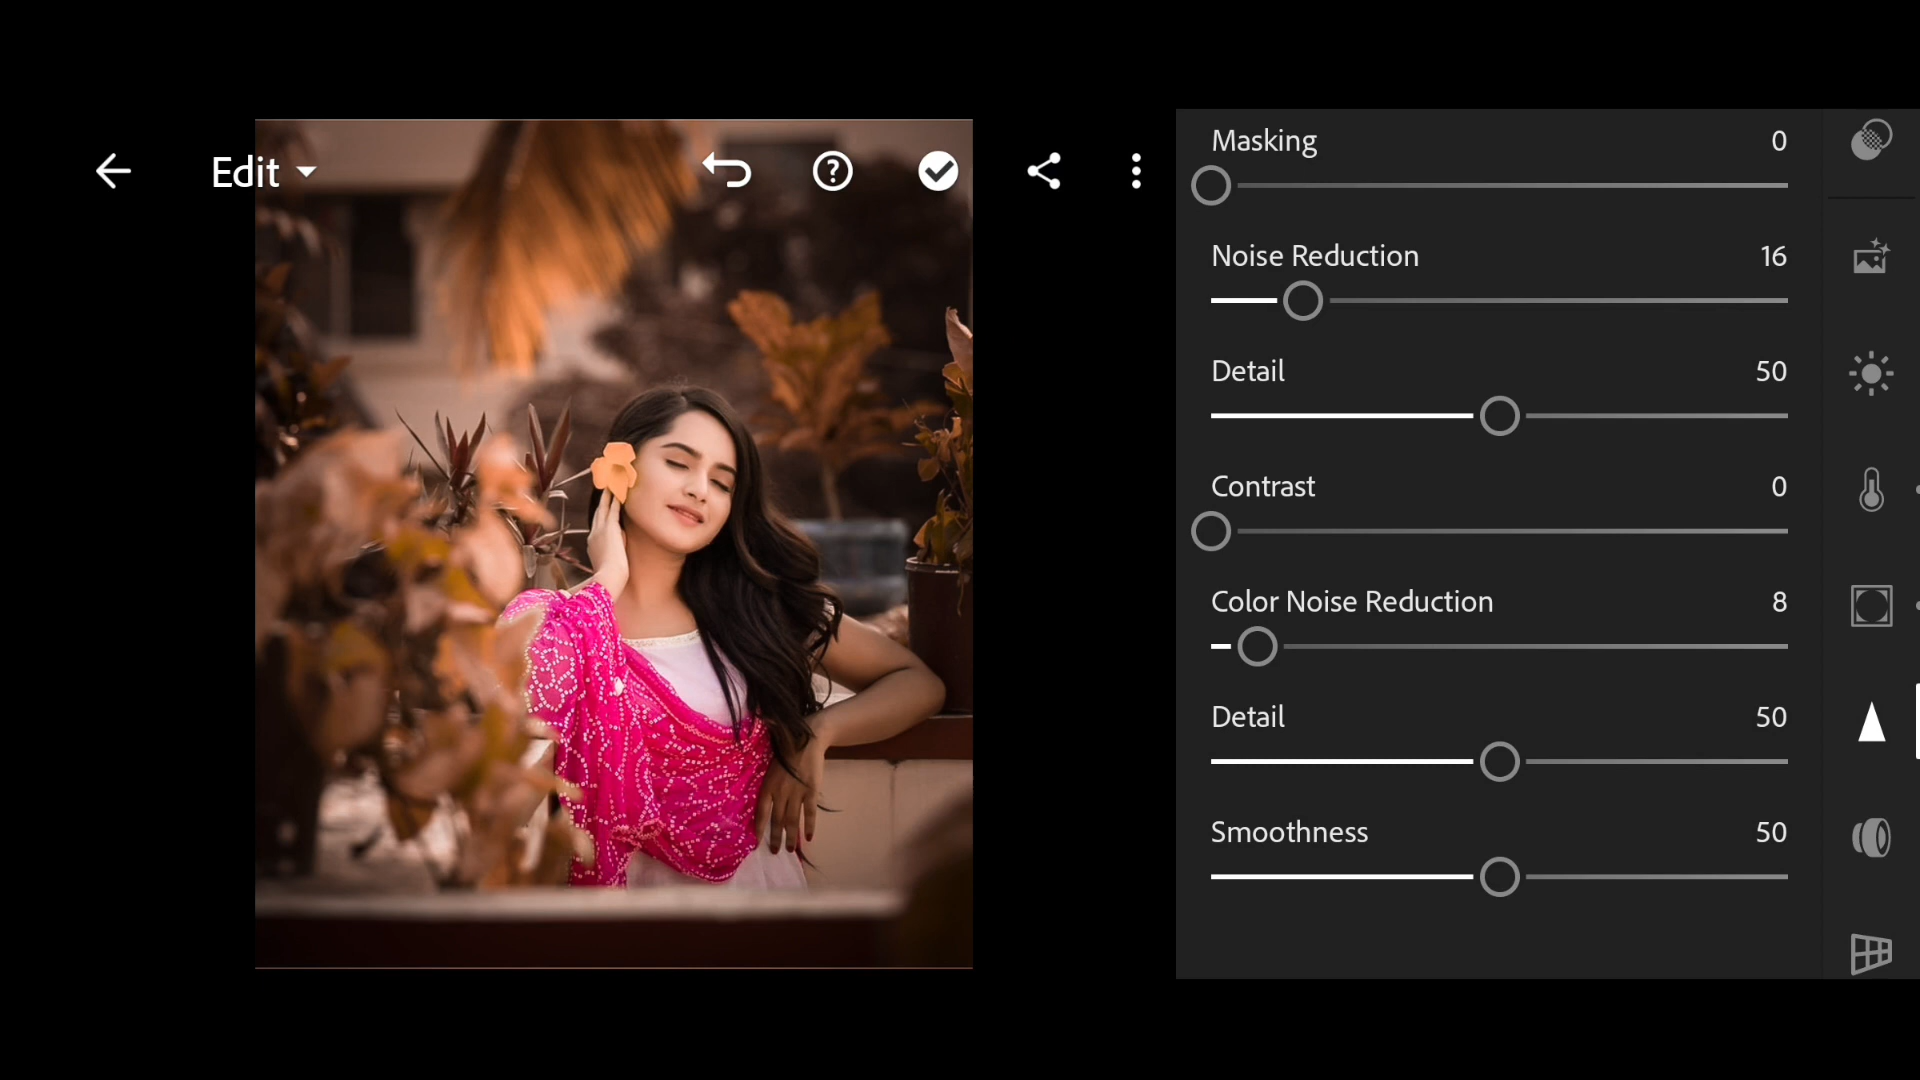 Edit
Masking 0
Noise Reduction 16
Detail 50
Contrast 0
Color Noise Reduction 8
Detail 50
Smoothness 50